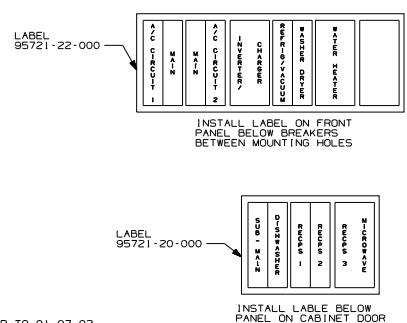 LABEL
95721-22-000
A/C CIRCUIT 1
MAIN
MAIN
A/C CIRCUIT 2
INVERTER/
CHARGER
REFRIG/VACUUM
WASHER DRYER
WATER HEATER
INSTALL LABEL ON FRONT
PANEL BELOW BREAKERS
BETWEEN MOUNTING HOLES
LABEL
95721-20-000
SUB-MAIN
DISHWASHER
RECPS 1
RECPS 2
RECPS 3
MICROWAVE
INSTALL LABLE BELOW
PANEL ON CABINET DOOR